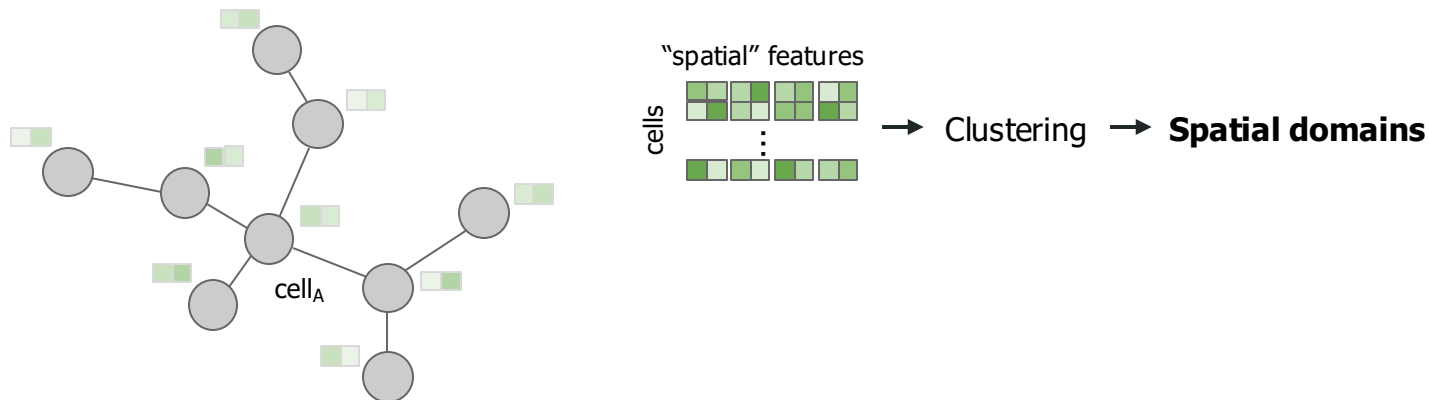 “spatial” features
cells
Clustering
Spatial domains
cellA